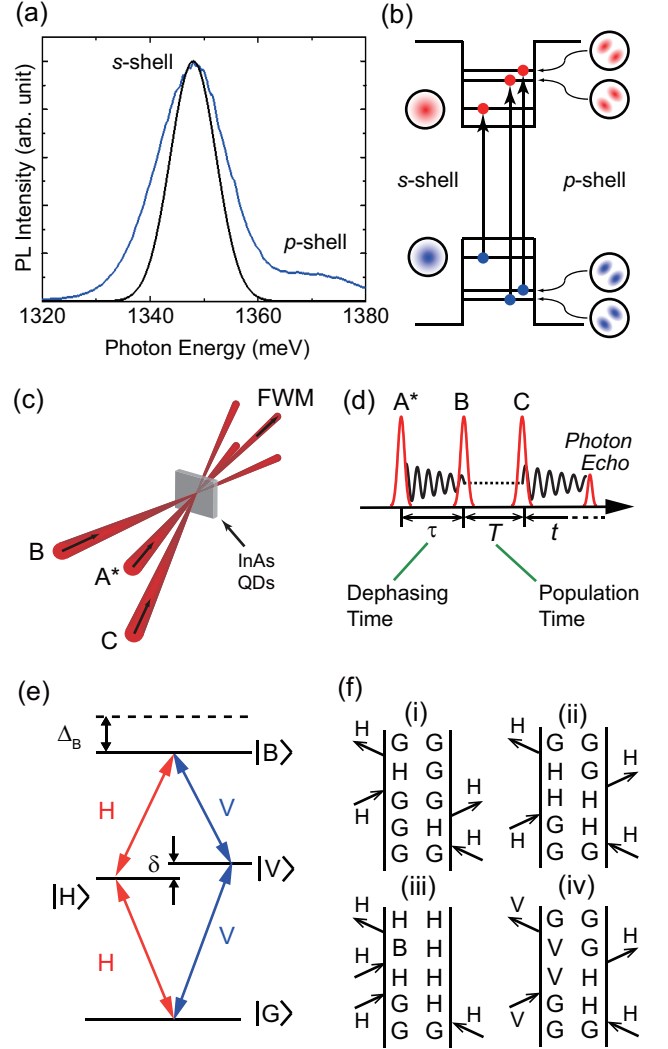 (a)
s-shell
p-shell
PL Intensity (arb. unit)
1320 1340 1360 1380
Photon Energy (meV)
(b)
s-shell p-shell
(c)
FWM
B
A*
C
InAs
QDs
(d)
A* B C
Photon
Echo
τ T t
Dephasing
Time
Population
Time
(e)
Δ_B
|B>
H V
δ
|V>
|H>
H V
|G>
(f)
(i)
H
G G
H G
G G
H
H
G H
G G
H
(ii)
H
G G
H G
H
H H
G H
H
G G
H
(iii)
H
H H
B H
H
H H
H
G H
G G
H
(iv)
V
G G
V G
H
V H
G H
V
G G
H